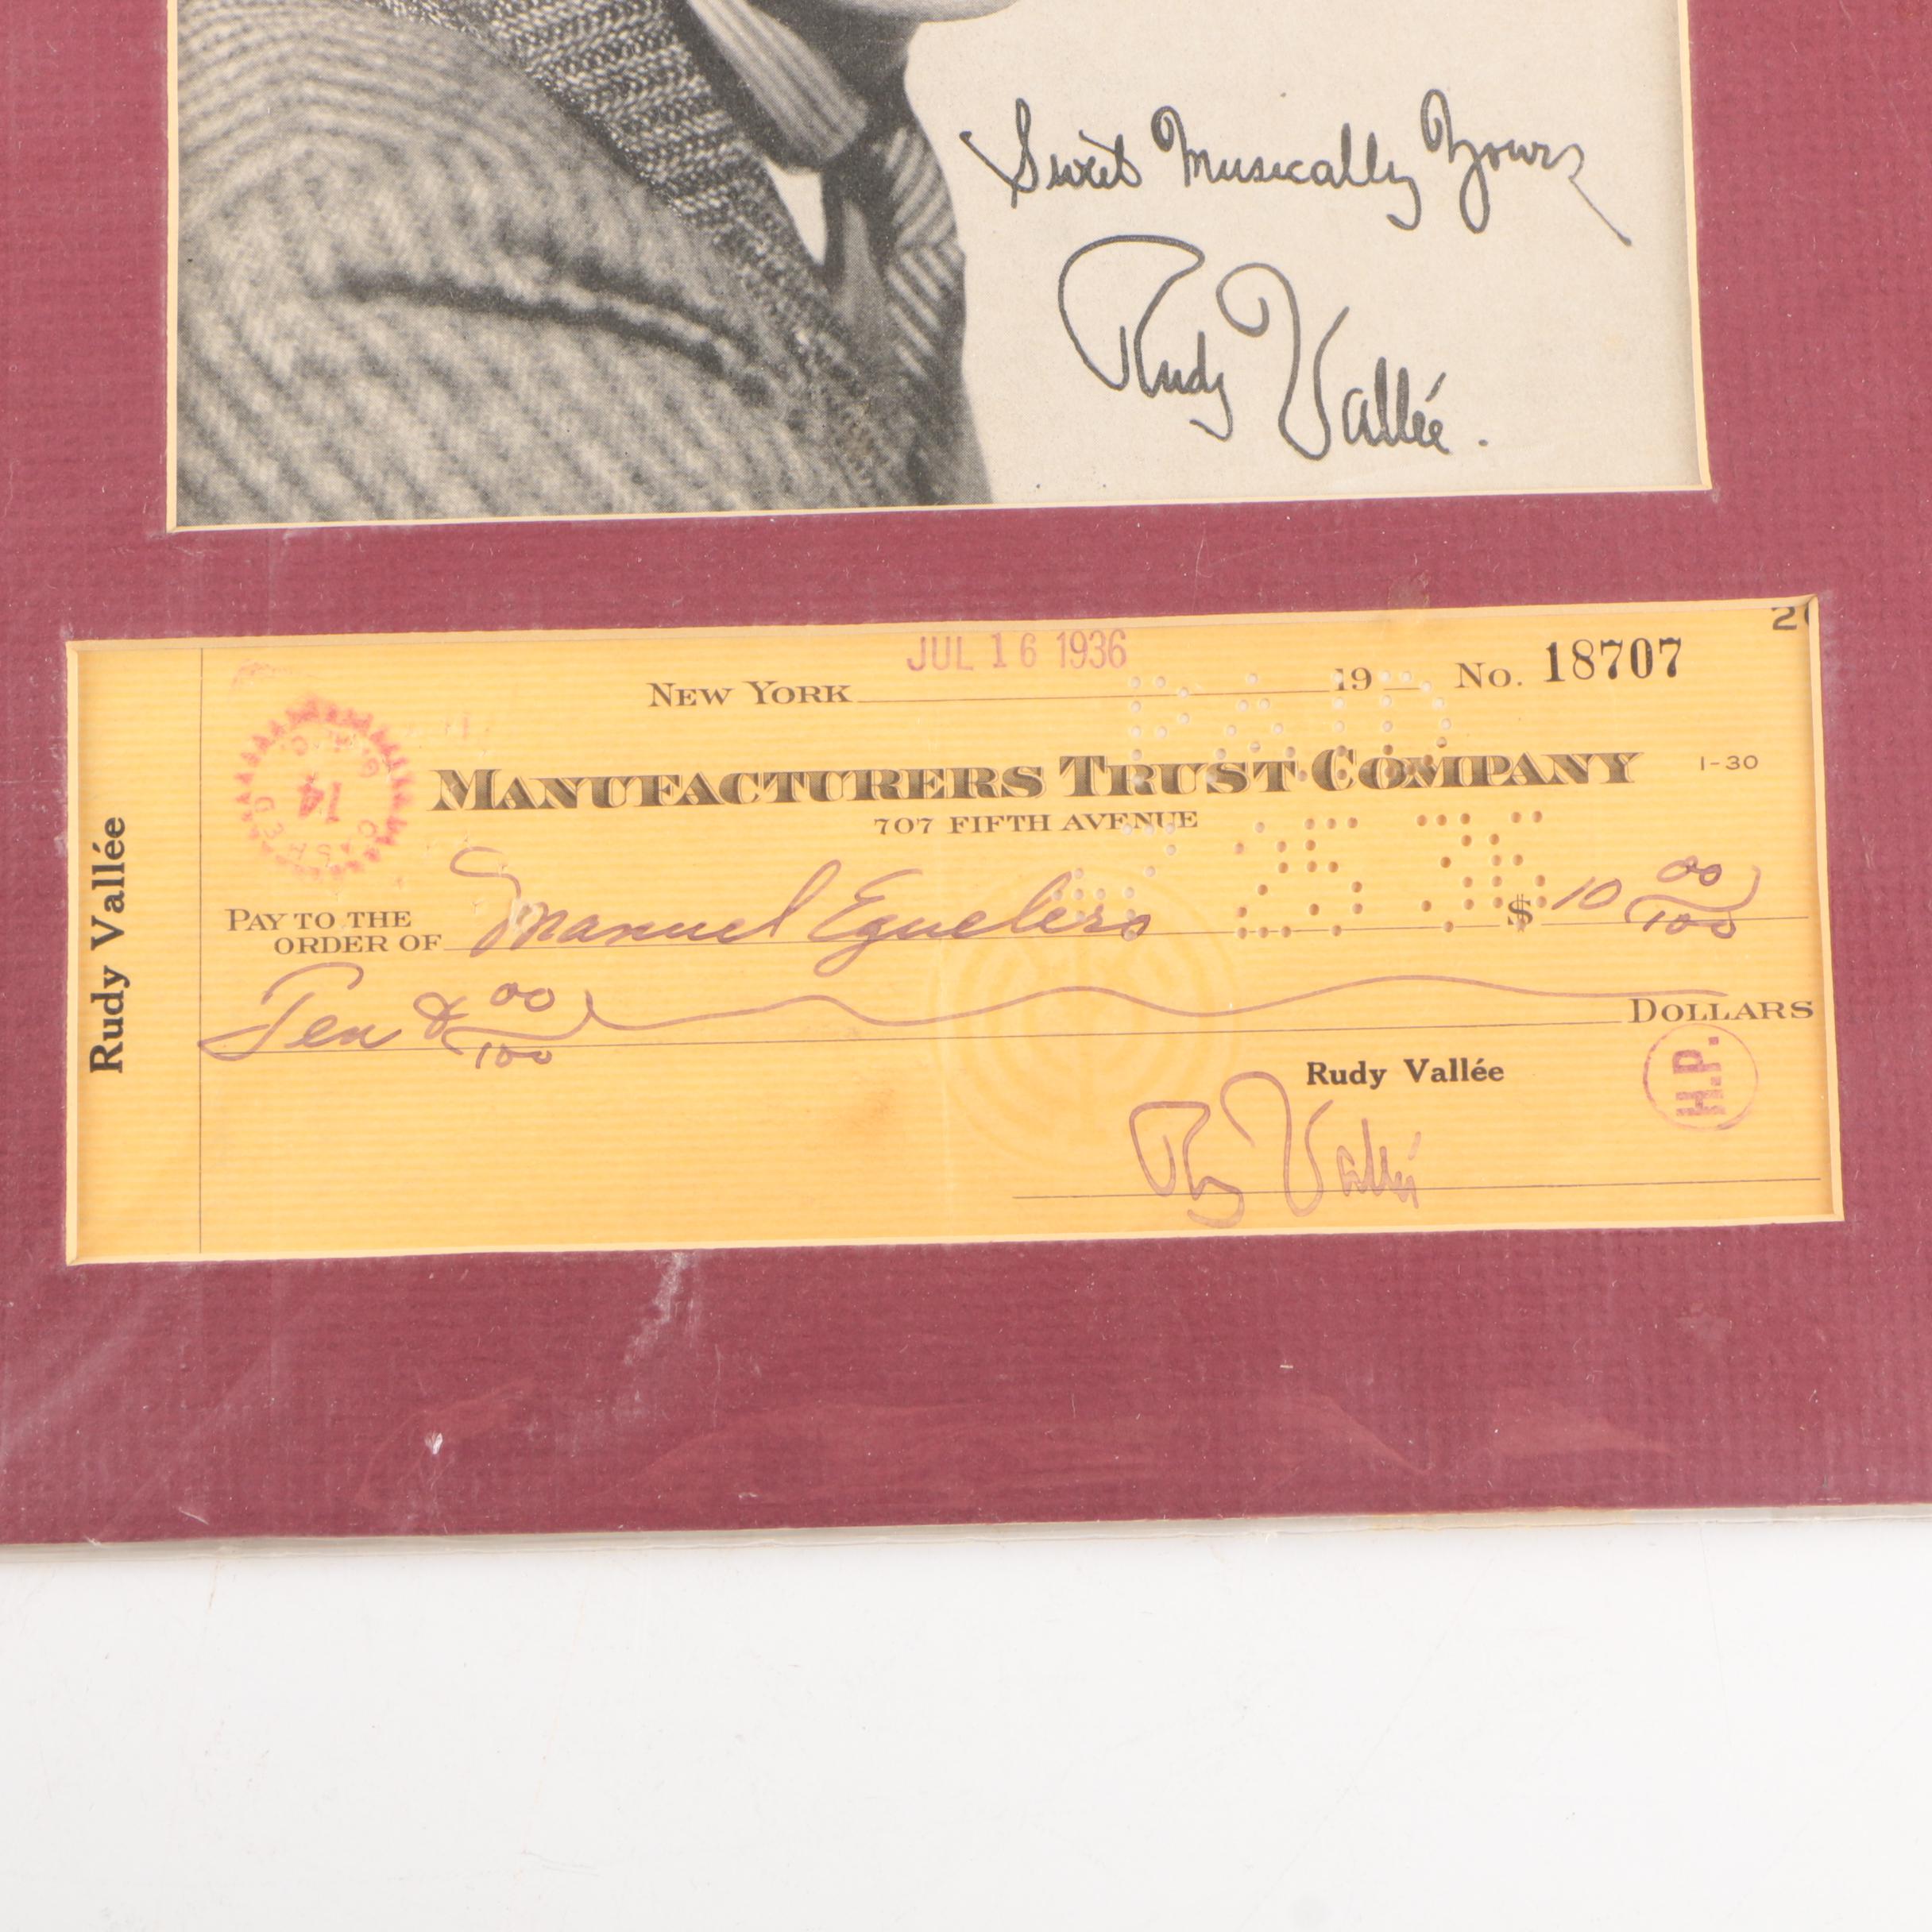 Sweet Musically Yours
Rudy Vallée.
Rudy Vallée
JUL 16 1936
NEW YORK 19 No. 18707
MANUFACTURERS TRUST COMPANY 1-30
707 FIFTH AVENUE
PAID
PAY TO THE
ORDER OF Manuel Eguelero $ 10 00/100
Ten & 00/100 DOLLARS
Rudy Vallée
H.P.
Rudy Vallée